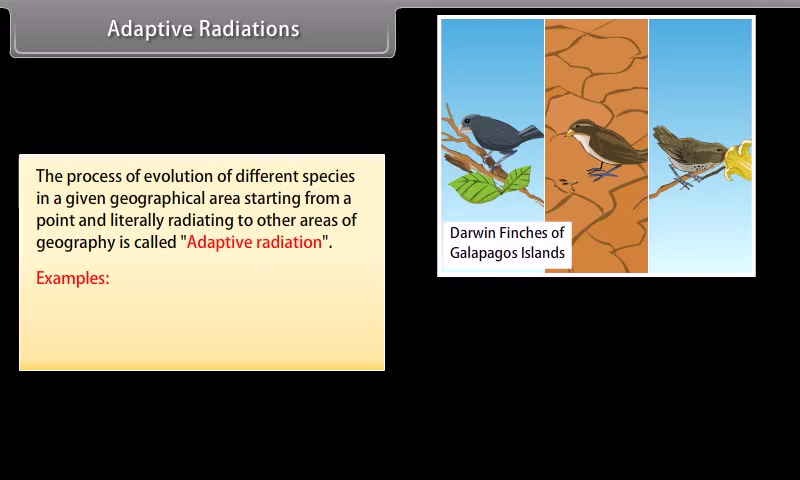 Adaptive Radiations
The process of evolution of different species
in a given geographical area starting from a
point and literally radiating to other areas of
geography is called "Adaptive radiation".
Examples:
Darwin Finches of
Galapagos Islands